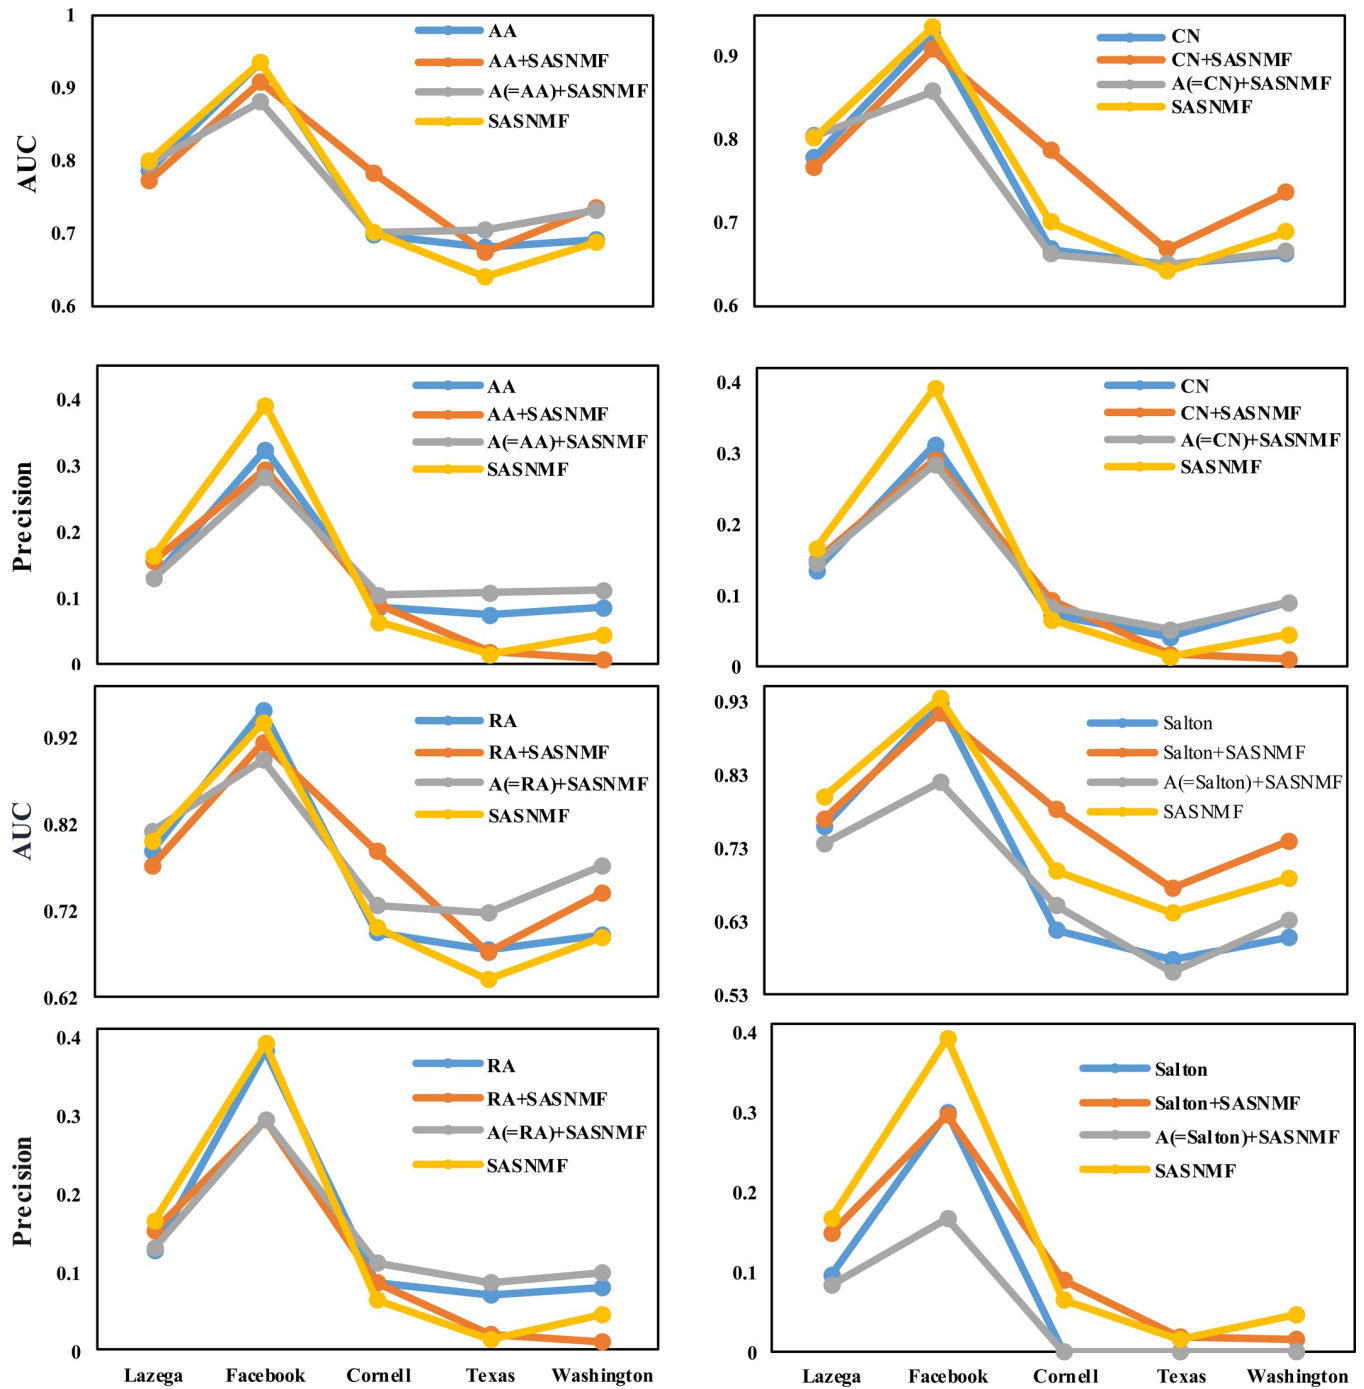 AUC
1
0.9
0.8
0.7
0.6
AA
AA+SASNMF
A(=AA)+SASNMF
SASNMF
0.9
0.8
0.7
0.6
CN
CN+SASNMF
A(=CN)+SASNMF
SASNMF
Precision
0.4
0.3
0.2
0.1
0
AA
AA+SASNMF
A(=AA)+SASNMF
SASNMF
0.4
0.3
0.2
0.1
0
CN
CN+SASNMF
A(=CN)+SASNMF
SASNMF
AUC
0.92
0.82
0.72
0.62
RA
RA+SASNMF
A(=RA)+SASNMF
SASNMF
0.93
0.83
0.73
0.63
0.53
Salton
Salton+SASNMF
A(=Salton)+SASNMF
SASNMF
Precision
0.4
0.3
0.2
0.1
0
RA
RA+SASNMF
A(=RA)+SASNMF
SASNMF
Lazega Facebook Cornell Texas Washington
0.4
0.3
0.2
0.1
0
Salton
Salton+SASNMF
A(=Salton)+SASNMF
SASNMF
Lazega Facebook Cornell Texas Washington